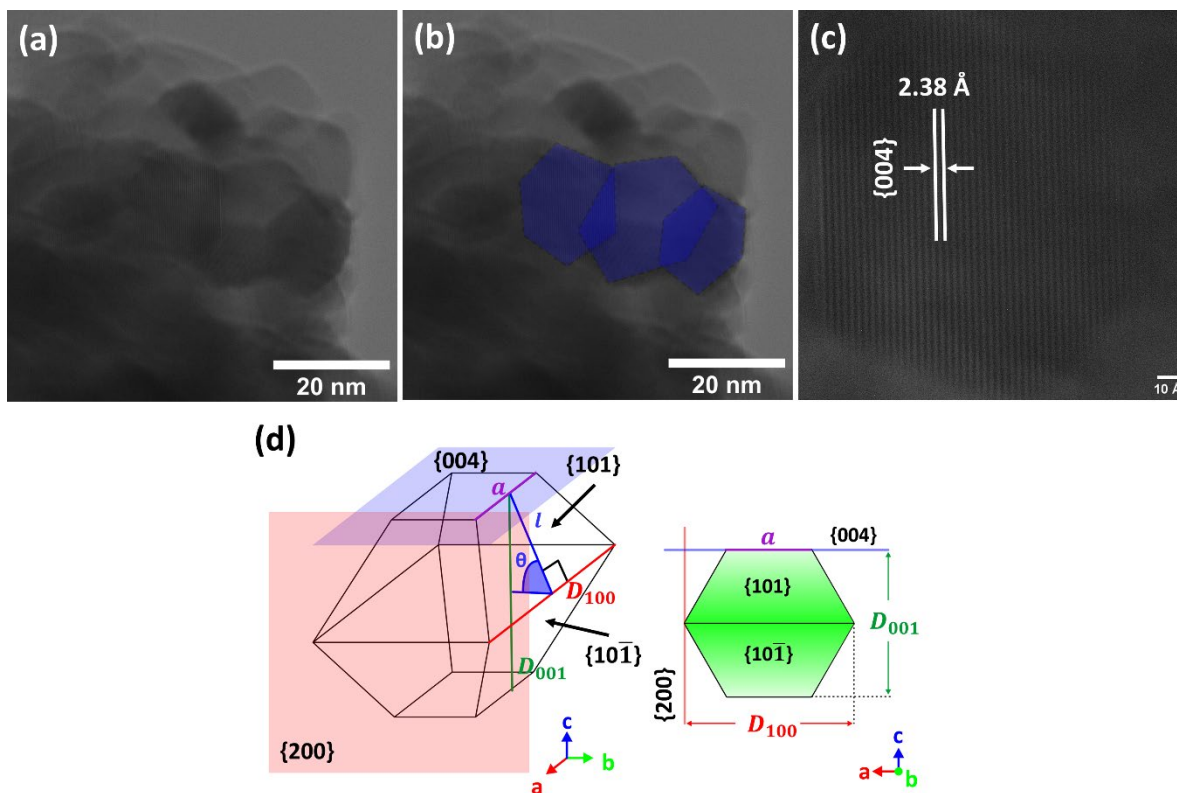 (a)
20 nm
(b)
20 nm
(c)
2.38 Å
{004}
10 Å
(d)
{004}
{101}
a
l
θ
D₁₀₀
{101̅}
D₀₀₁
{200}
c
b
a
a
{004}
{101}
{101̅}
D₀₀₁
{200}
D₁₀₀
c
a
b